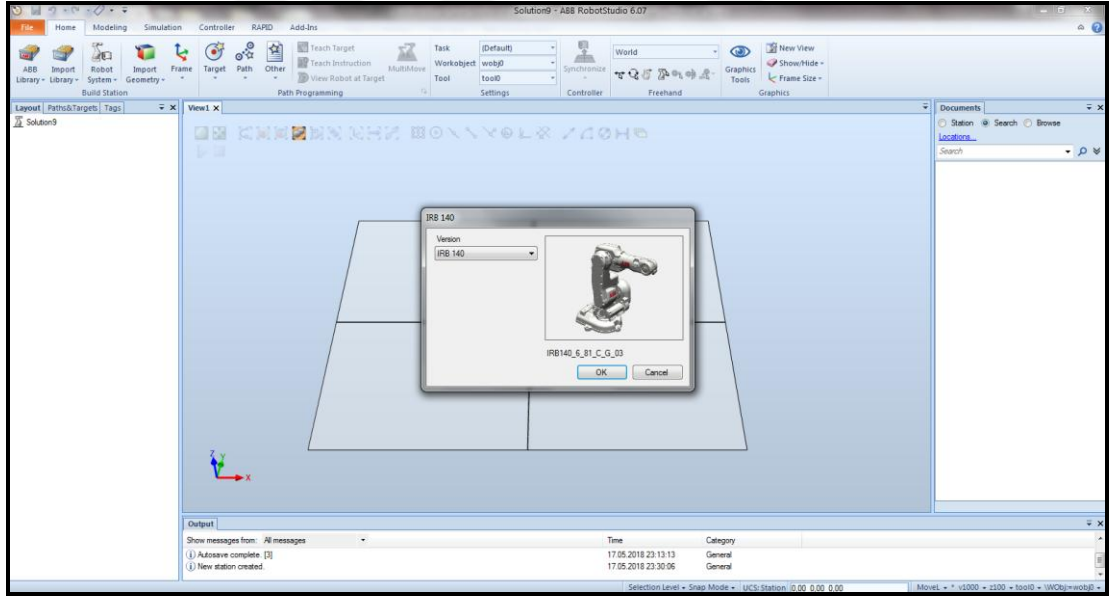 Solution9 - ABB RobotStudio 6.07
File Home Modeling Simulation Controller RAPID Add-Ins
ABB Library
Import Library
Robot System
Import Geometry
Frame
Build Station
Target
Path
Other
Teach Target
Teach Instruction
View Robot at Target
MultiMove
Path Programming
Task (Default)
Workobject wobj0
Tool tool0
Settings
Synchronize
Controller
World
Freehand
Graphics Tools
New View
Show/Hide
Frame Size
Graphics
Layout Paths&Targets Tags
Solution9
View1
IRB 140
Version
IRB 140
IRB140_6_81_C_G_03
OK Cancel
Z Y
X
Documents
Station Search Browse
Locations...
Search
Output
Show messages from: All messages Time Category
Autosave complete. [3] 17.05.2018 23:13:13 General
New station created. 17.05.2018 23:30:06 General
Selection Level Snap Mode UCS: Station 0,00 0,00 0,00 MoveL * v1000 z100 tool0 \WObj:=wobj0